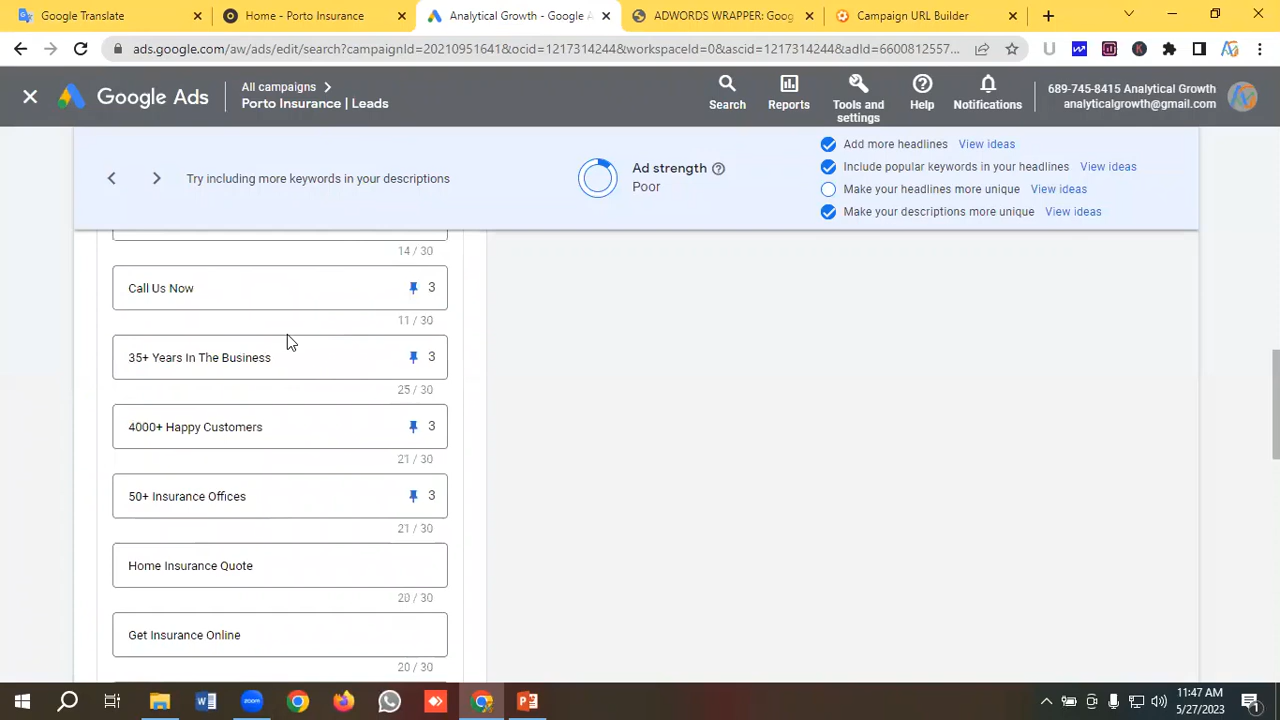 Google Translate
Home - Porto Insurance
Analytical Growth - Google A
ADWORDS WRAPPER: Goog
Campaign URL Builder
ads.google.com/aw/ads/edit/search?campaignId=20210951641&ocid=1217314244&workspaceId=0&ascid=1217314244&adId=6600812557...
Google Ads
All campaigns
Porto Insurance | Leads
Search
Reports
Tools and settings
Help
Notifications
689-745-8415 Analytical Growth
analyticalgrowth@gmail.com
Try including more keywords in your descriptions
Ad strength
Poor
Add more headlines View ideas
Include popular keywords in your headlines View ideas
Make your headlines more unique View ideas
Make your descriptions more unique View ideas
14 / 30
Call Us Now 3
11 / 30
35+ Years In The Business 3
25 / 30
4000+ Happy Customers 3
21 / 30
50+ Insurance Offices 3
21 / 30
Home Insurance Quote
20 / 30
Get Insurance Online
20 / 30
11:47 AM
5/27/2023
1